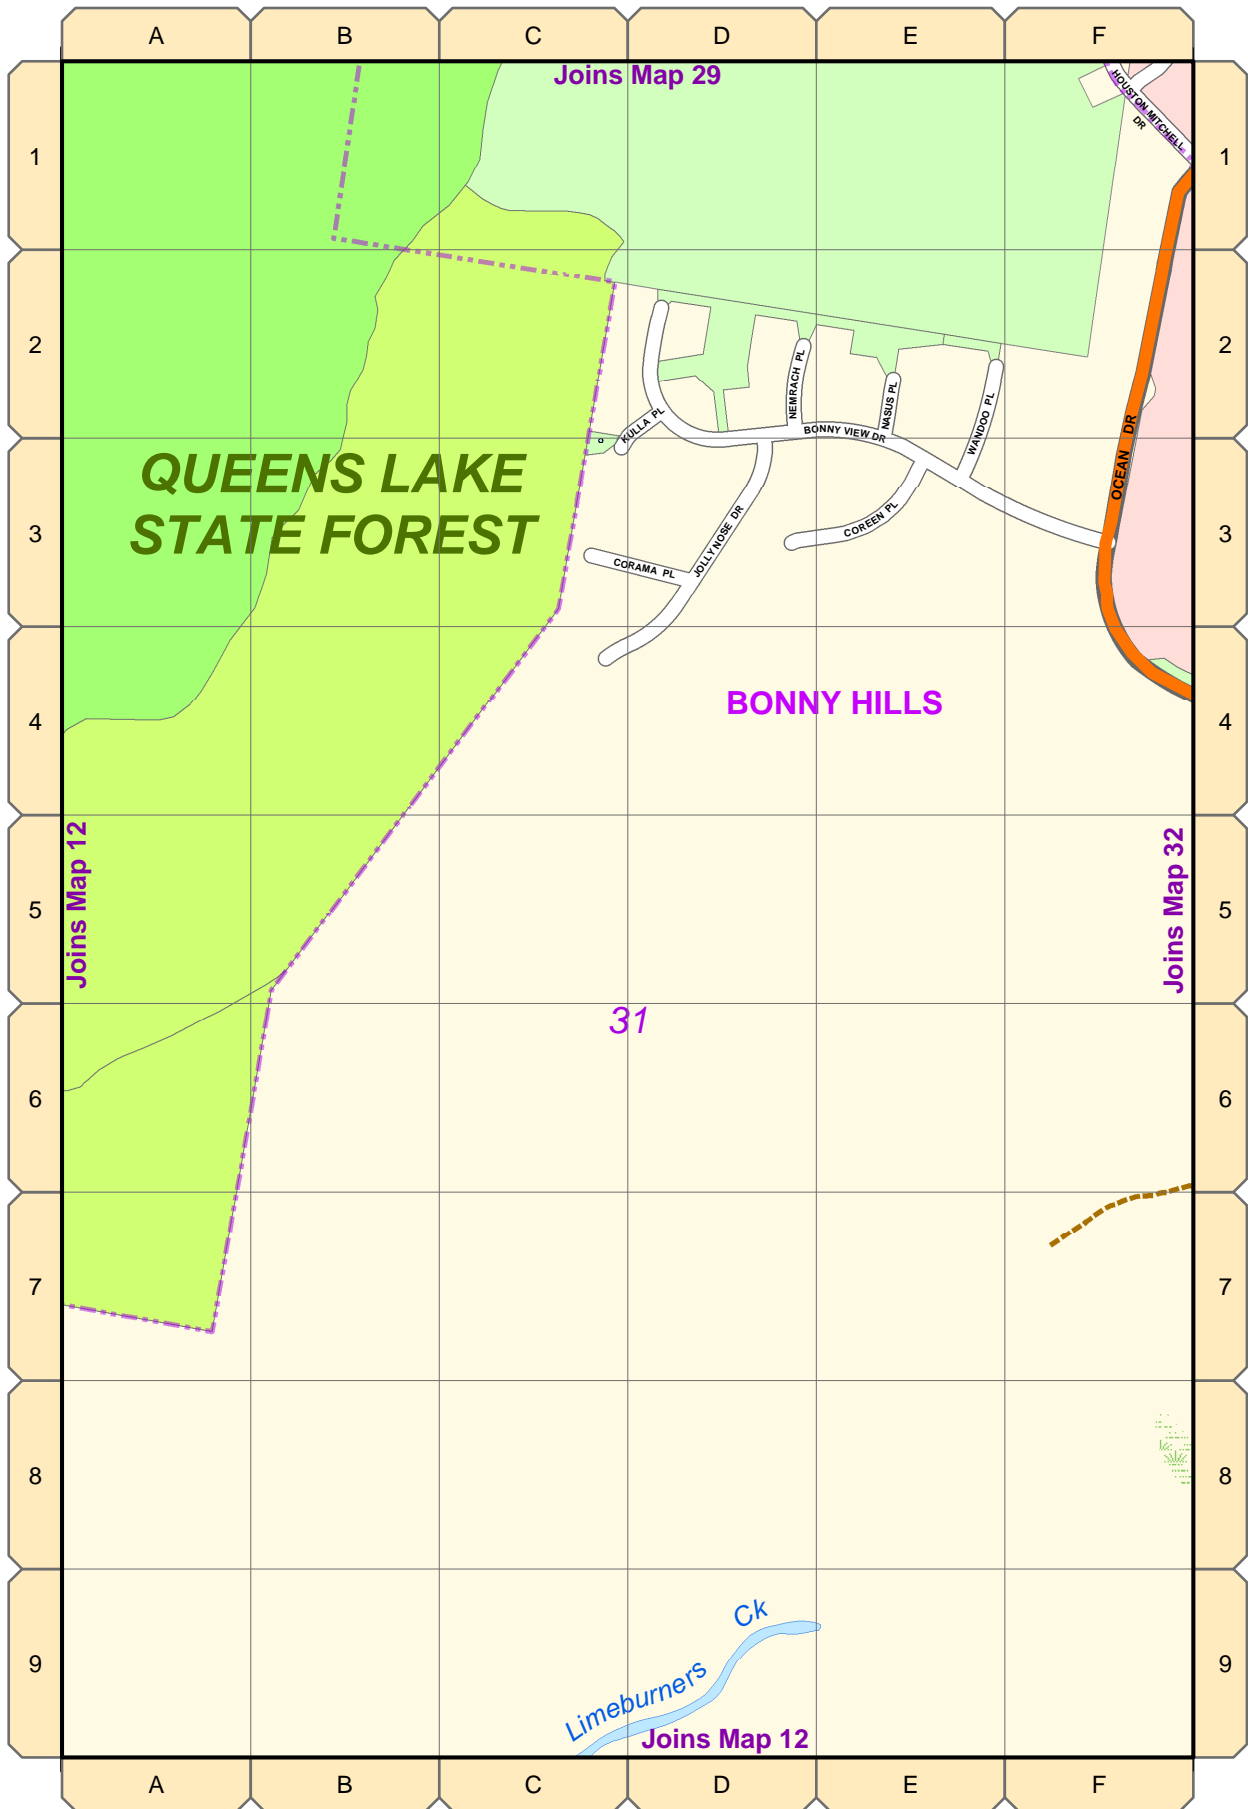 A B C D E F
Joins Map 29
HOUSTON MITCHELL
DR
1 1
2 2
NEMRACH PL
NASUS PL
WANDOO PL
KULLA PL
BONNY VIEW DR
OCEAN DR
QUEENS LAKE
STATE FOREST
JOLLY NOSE DR
COREEN PL
CORAMA PL
3 3
BONNY HILLS
4 4
Joins Map 12
Joins Map 32
5 5
31
6 6
7 7
8 8
Limeburners Ck
9 9
Joins Map 12
A B C D E F